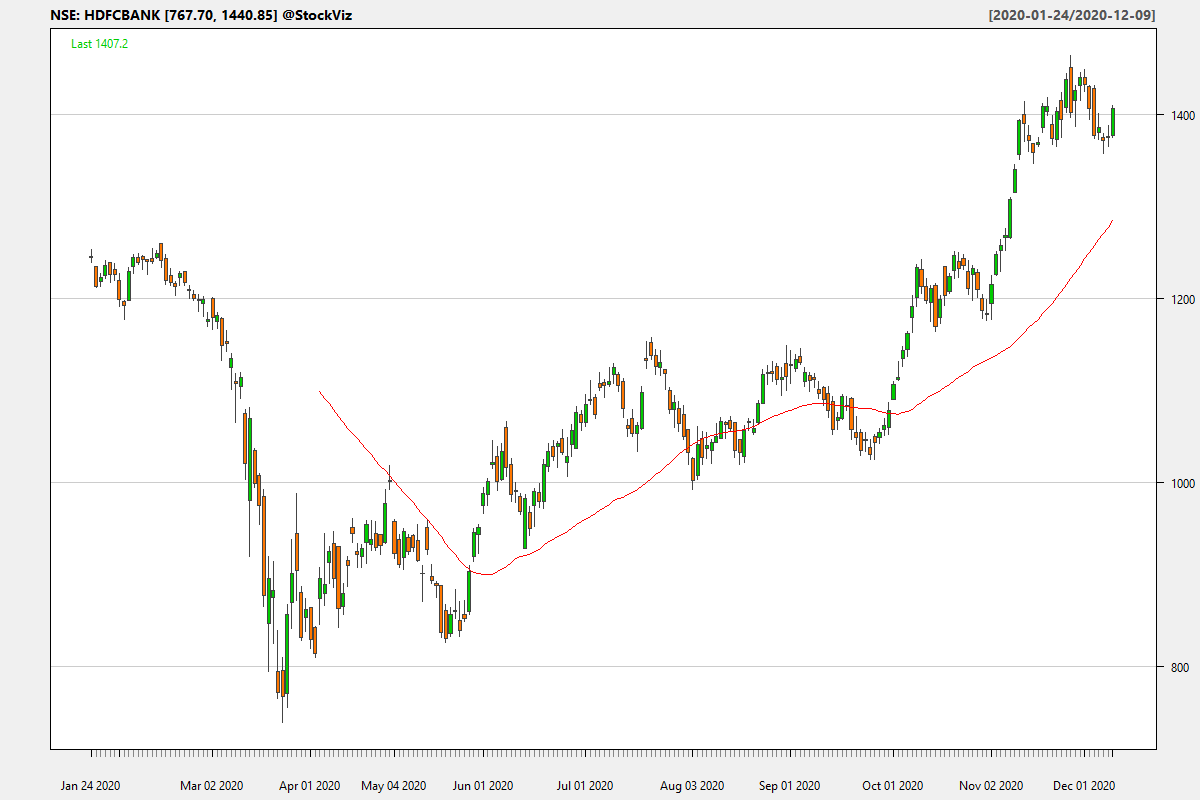 NSE: HDFCBANK [767.70, 1440.85] @StockViz
[2020-01-24/2020-12-09]
Last 1407.2
1400
1200
1000
800
Jan 24 2020 Mar 02 2020 Apr 01 2020 May 04 2020 Jun 01 2020 Jul 01 2020 Aug 03 2020 Sep 01 2020 Oct 01 2020 Nov 02 2020 Dec 01 2020